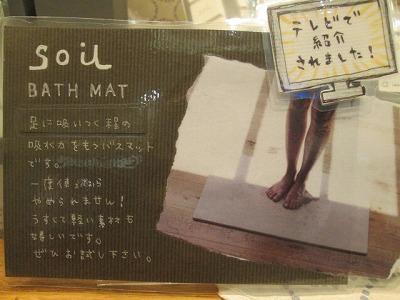 soil
BATH MAT
足に吸いつく程の
吸水力をもつバスマット
です。
一度使ったら
やめられません!
うすくて軽い素材も
嬉しいです。
ぜひお試し下さい。
テレビで
紹介
されました!